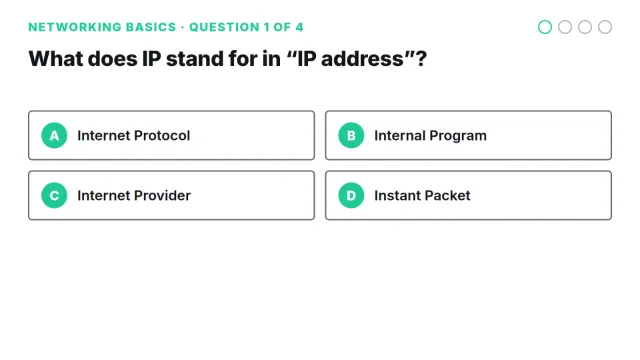 NETWORKING BASICS · QUESTION 1 OF 4
What does IP stand for in “IP address”?
A Internet Protocol
B Internal Program
C Internet Provider
D Instant Packet